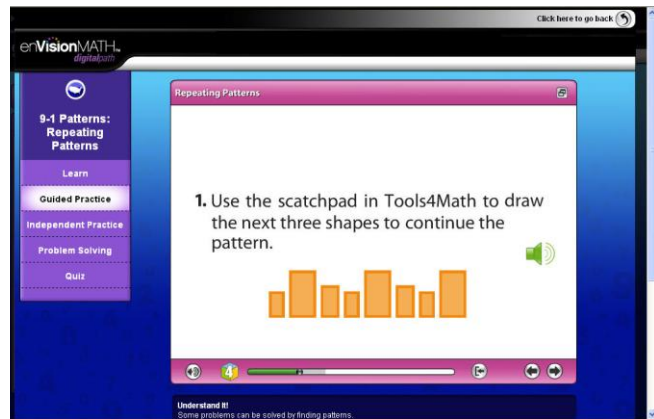 Click here to go back
enVisionMATH™
digitalpath
9-1 Patterns:
Repeating
Patterns
Learn
Guided Practice
Independent Practice
Problem Solving
Quiz
Repeating Patterns
1. Use the scatchpad in Tools4Math to draw
the next three shapes to continue the
pattern.
4
Understand It!
Some problems can be solved by finding patterns.